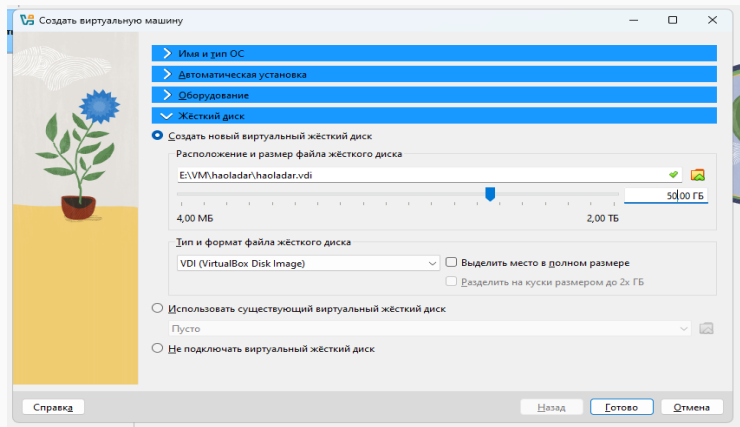 Создать виртуальную машину
Имя и тип ОС
Автоматическая установка
Оборудование
Жёсткий диск
Создать новый виртуальный жёсткий диск
Расположение и размер файла жёсткого диска
E:\VM\haoladar\haoladar.vdi
50,00 ГБ
4,00 МБ 2,00 ТБ
Тип и формат файла жёсткого диска
VDI (VirtualBox Disk Image) Выделить место в полном размере
Разделить на куски размером до 2х ГБ
Использовать существующий виртуальный жёсткий диск
Пусто
Не подключать виртуальный жёсткий диск
Справка Назад Готово Отмена